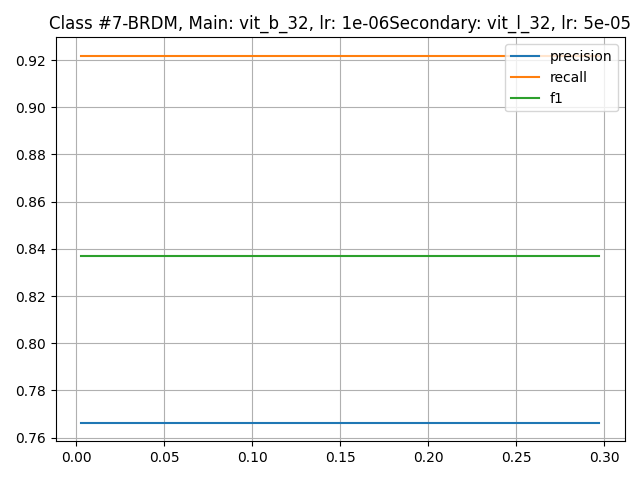 Class #7-BRDM, Main: vit_b_32, lr: 1e-06Secondary: vit_l_32, lr: 5e-05
precision
recall
f1
0.92
0.90
0.88
0.86
0.84
0.82
0.80
0.78
0.76
0.00 0.05 0.10 0.15 0.20 0.25 0.30